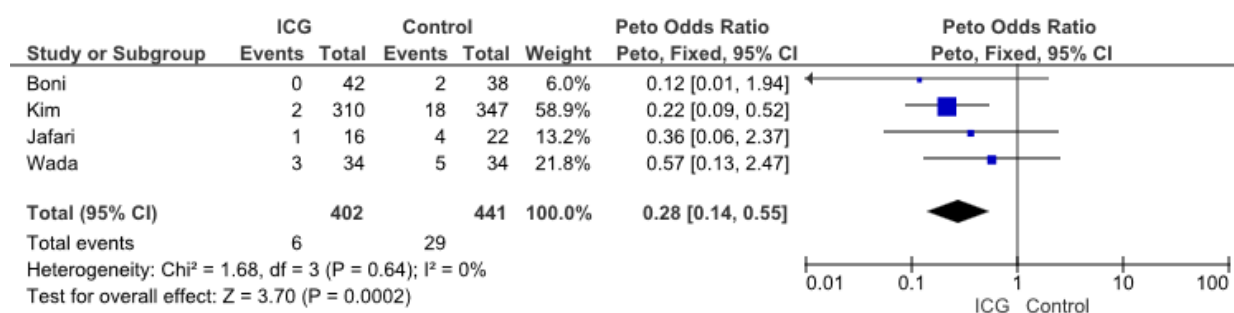 ICG Control Peto Odds Ratio Peto Odds Ratio
Study or Subgroup Events Total Events Total Weight Peto, Fixed, 95% CI Peto, Fixed, 95% CI
Boni 0 42 2 38 6.0% 0.12 [0.01, 1.94]
Kim 2 310 18 347 58.9% 0.22 [0.09, 0.52]
Jafari 1 16 4 22 13.2% 0.36 [0.06, 2.37]
Wada 3 34 5 34 21.8% 0.57 [0.13, 2.47]
Total (95% CI) 402 441 100.0% 0.28 [0.14, 0.55]
Total events 6 29
Heterogeneity: Chi² = 1.68, df = 3 (P = 0.64); I² = 0%
Test for overall effect: Z = 3.70 (P = 0.0002)
0.01 0.1 1 10 100
ICG Control